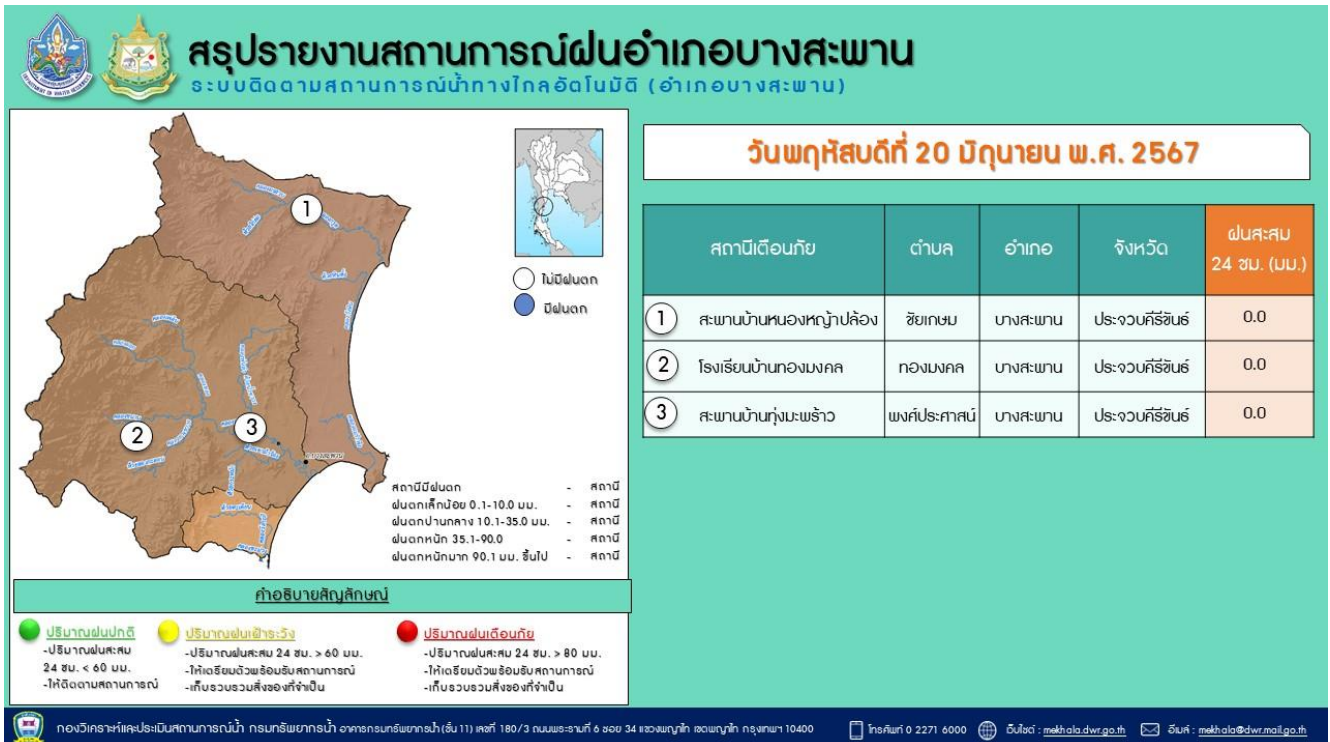 สรุปรายงานสถานการณ์ฝนอำเภอบางสะพาน
ระบบติดตามสถานการณ์น้ำทางไกลอัตโนมัติ (อำเภอบางสะพาน)
1
2
3
ไม่มีฝนตก
มีฝนตก
สถานีมีฝนตก - สถานี
ฝนตกเล็กน้อย 0.1-10.0 มม. - สถานี
ฝนตกปานกลาง 10.1-35.0 มม. - สถานี
ฝนตกหนัก 35.1-90.0 - สถานี
ฝนตกหนักมาก 90.1 มม. ขึ้นไป - สถานี
คำอธิบายสัญลักษณ์
ปริมาณฝนปกติ
-ปริมาณฝนสะสม
24 ชม. < 60 มม.
-ให้ติดตามสถานการณ์
ปริมาณฝนเฝ้าระวัง
-ปริมาณฝนสะสม 24 ชม. > 60 มม.
-ให้เตรียมตัวพร้อมรับสถานการณ์
-เก็บรวบรวมสิ่งของที่จำเป็น
ปริมาณฝนเตือนภัย
-ปริมาณฝนสะสม 24 ชม. > 80 มม.
-ให้เตรียมตัวพร้อมรับสถานการณ์
-เก็บรวบรวมสิ่งของที่จำเป็น
วันพฤหัสบดีที่ 20 มิถุนายน พ.ศ. 2567
สถานีเตือนภัย ตำบล อำเภอ จังหวัด ฝนสะสม
24 ชม. (มม.)
1 สะพานบ้านหนองหญ้าปล้อง ชัยเกษม บางสะพาน ประจวบคีรีขันธ์ 0.0
2 โรงเรียนบ้านทองมงคล ทองมงคล บางสะพาน ประจวบคีรีขันธ์ 0.0
3 สะพานบ้านทุ่งมะพร้าว พงศ์ประศาสน์ บางสะพาน ประจวบคีรีขันธ์ 0.0
กองวิเคราะห์และประเมินสถานการณ์น้ำ กรมทรัพยากรน้ำ อาคารกรมทรัพยากรน้ำ (ชั้น 11) เลขที่ 180/3 ถนนพระรามที่ 6 ซอย 34 แขวงพญาไท เขตพญาไท กรุงเทพฯ 10400 โทรศัพท์ 0 2271 6000 เว็บไซต์ : mekhala.dwr.go.th อีเมล์ : mekhala@dwr.mail.go.th